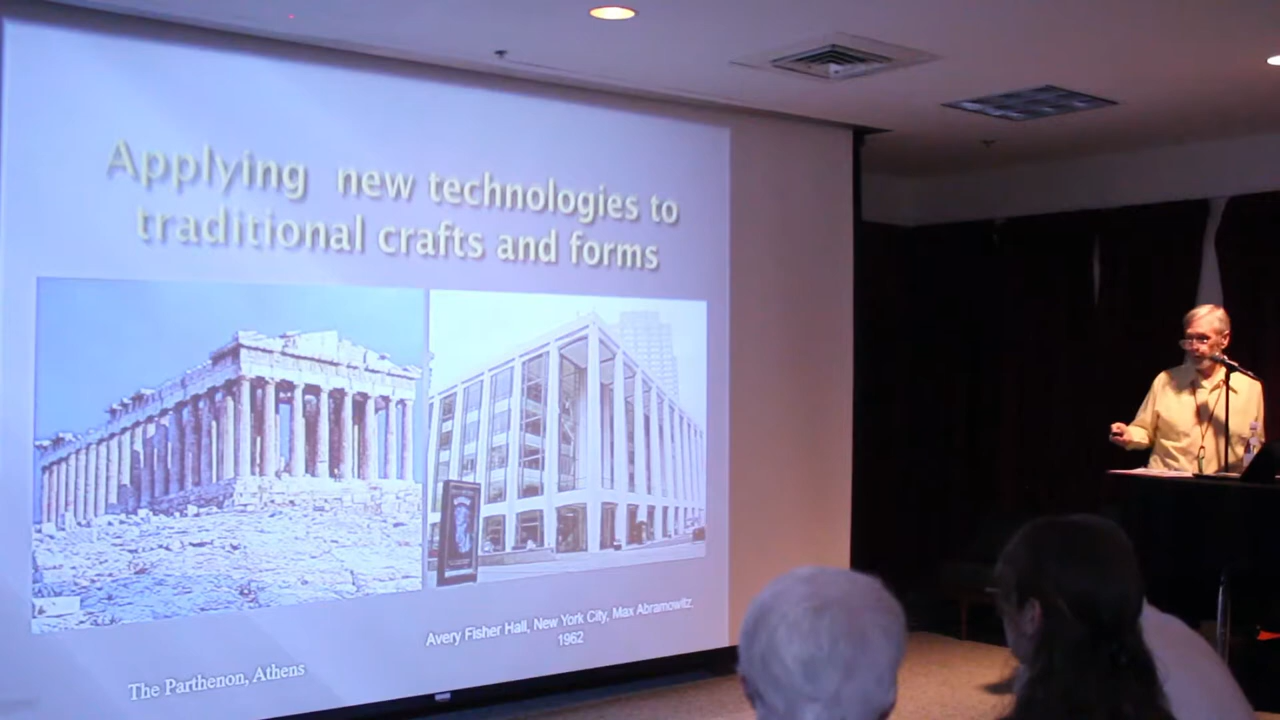 Applying new technologies to
traditional crafts and forms
Avery Fisher Hall, New York City, Max Abramowitz,
1962
The Parthenon, Athens